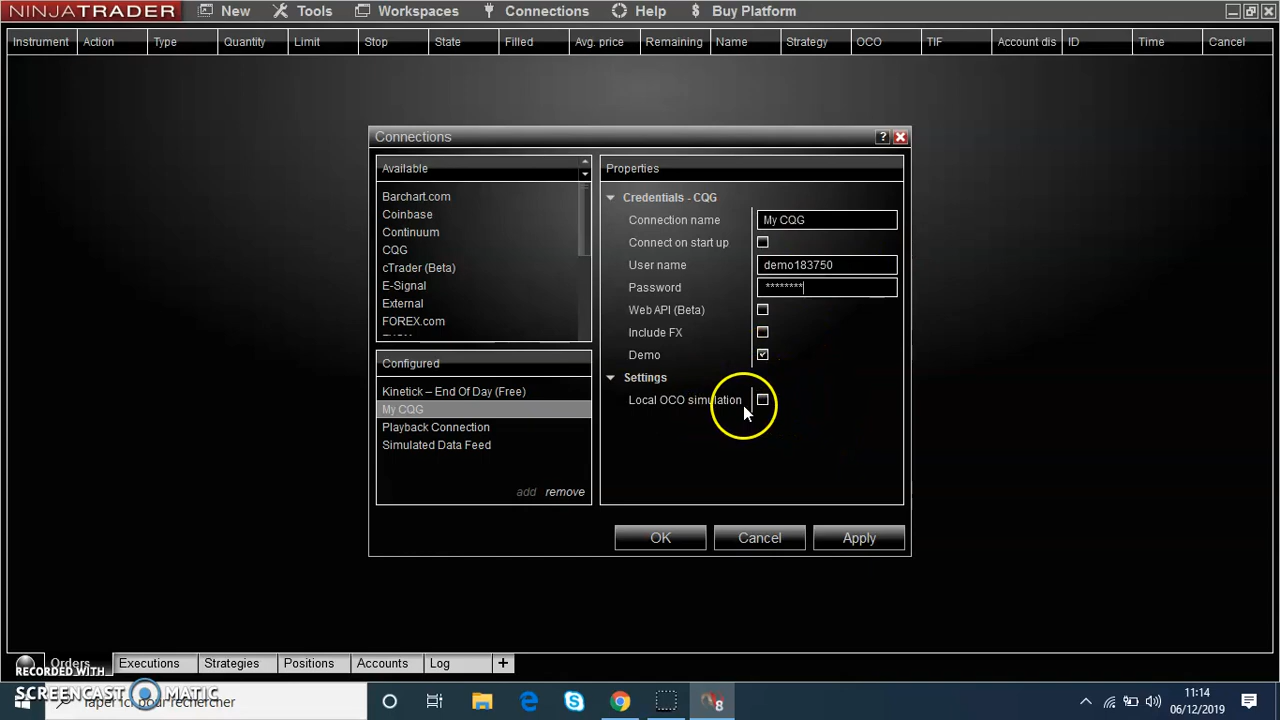 NINJATRADER New Tools Workspaces Connections Help $ Buy Platform
Instrument Action Type Quantity Limit Stop State Filled Avg. price Remaining Name Strategy OCO TIF Account dis ID Time Cancel
Connections ?
Available
Barchart.com
Coinbase
Continuum
CQG
cTrader (Beta)
E-Signal
External
FOREX.com
Configured
Kinetick – End Of Day (Free)
My CQG
Playback Connection
Simulated Data Feed
add remove
Properties
Credentials - CQG
Connection name My CQG
Connect on start up
User name demo183750
Password ********
Web API (Beta)
Include FX
Demo
Settings
Local OCO simulation
OK Cancel Apply
Orders Executions Strategies Positions Accounts Log +
RECORDED WITH
SCREENCAST MATIC
Taper ici pour rechercher
8
11:14
06/12/2019